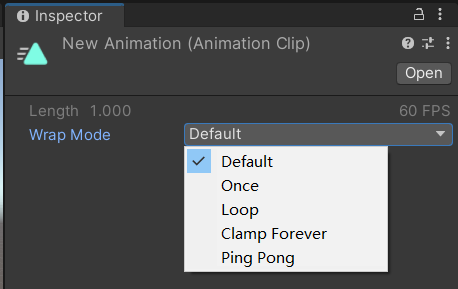 Inspector
New Animation (Animation Clip)
Open
Length 1.000 60 FPS
Wrap Mode Default
Default
Once
Loop
Clamp Forever
Ping Pong